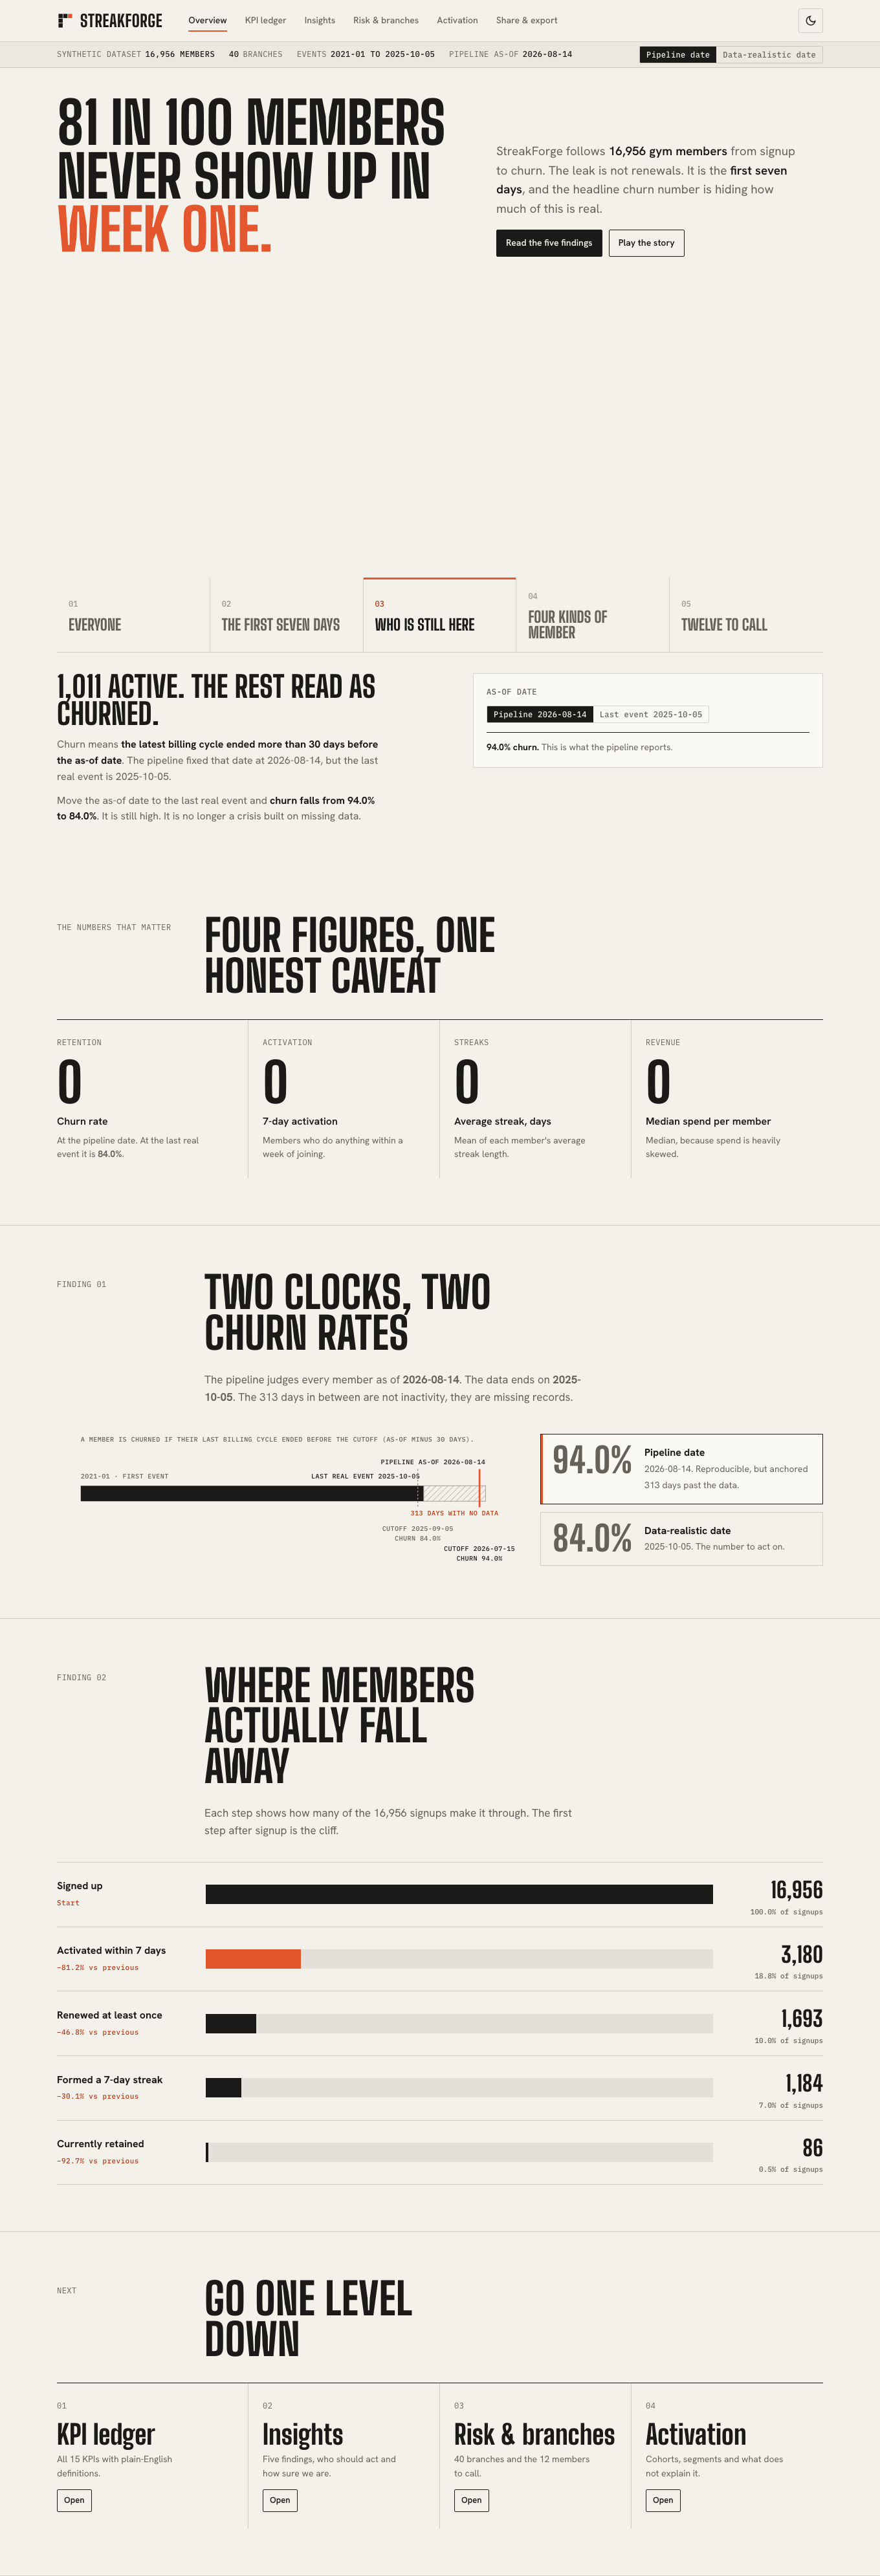 STREAKFORGE
Overview KPI ledger Insights Risk & branches Activation Share & export
SYNTHETIC DATASET 16,956 MEMBERS 40 BRANCHES EVENTS 2021-01 TO 2025-10-05 PIPELINE AS-OF 2026-08-14 Pipeline date Data-realistic date
81 IN 100 MEMBERS
NEVER SHOW UP IN
WEEK ONE.
StreakForge follows 16,956 gym members from signup
to churn. The leak is not renewals. It is the first seven
days, and the headline churn number is hiding how
much of this is real.
Read the five findings Play the story
01
EVERYONE
02
THE FIRST SEVEN DAYS
03
WHO IS STILL HERE
04
FOUR KINDS OF
MEMBER
05
TWELVE TO CALL
1,011 ACTIVE. THE REST READ AS
CHURNED.
Churn means the latest billing cycle ended more than 30 days before
the as-of date. The pipeline fixed that date at 2026-08-14, but the last
real event is 2025-10-05.
Move the as-of date to the last real event and churn falls from 94.0%
to 84.0%. It is still high. It is no longer a crisis built on missing data.
AS-OF DATE
Pipeline 2026-08-14 Last event 2025-10-05
94.0% churn. This is what the pipeline reports.
THE NUMBERS THAT MATTER
FOUR FIGURES, ONE
HONEST CAVEAT
RETENTION
0
Churn rate
At the pipeline date. At the last real
event it is 84.0%.
ACTIVATION
0
7-day activation
Members who do anything within a
week of joining.
STREAKS
0
Average streak, days
Mean of each member's average
streak length.
REVENUE
0
Median spend per member
Median, because spend is heavily
skewed.
FINDING 01
TWO CLOCKS, TWO
CHURN RATES
The pipeline judges every member as of 2026-08-14. The data ends on 2025-
10-05. The 313 days in between are not inactivity, they are missing records.
A MEMBER IS CHURNED IF THEIR LAST BILLING CYCLE ENDED BEFORE THE CUTOFF (AS-OF MINUS 30 DAYS).
PIPELINE AS-OF 2026-08-14
2021-01 · FIRST EVENT LAST REAL EVENT 2025-10-05
313 DAYS WITH NO DATA
CUTOFF 2025-09-05
CHURN 84.0%
CUTOFF 2026-07-15
CHURN 94.0%
94.0%
Pipeline date
2026-08-14. Reproducible, but anchored
313 days past the data.
84.0%
Data-realistic date
2025-10-05. The number to act on.
FINDING 02
WHERE MEMBERS
ACTUALLY FALL
AWAY
Each step shows how many of the 16,956 signups make it through. The first
step after signup is the cliff.
Signed up
Start
16,956
100.0% of signups
Activated within 7 days
−81.2% vs previous
3,180
18.8% of signups
Renewed at least once
−46.8% vs previous
1,693
10.0% of signups
Formed a 7-day streak
−30.1% vs previous
1,184
7.0% of signups
Currently retained
−92.7% vs previous
86
0.5% of signups
NEXT
GO ONE LEVEL
DOWN
01
KPI ledger
All 15 KPIs with plain-English
definitions.
Open
02
Insights
Five findings, who should act and
how sure we are.
Open
03
Risk & branches
40 branches and the 12 members
to call.
Open
04
Activation
Cohorts, segments and what does
not explain it.
Open